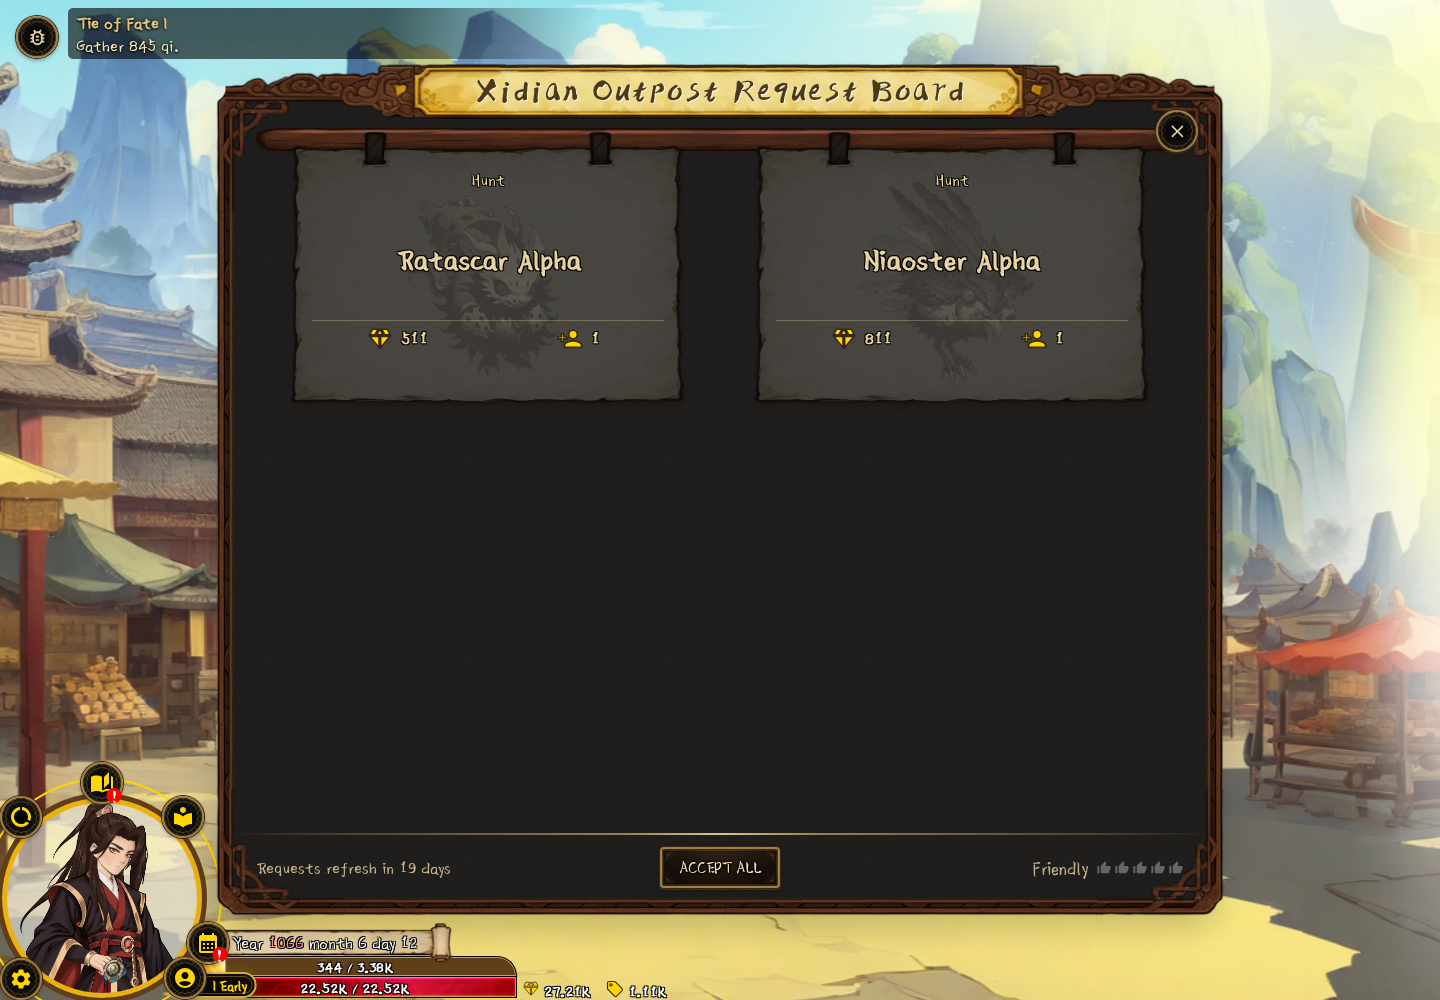 Tie of Fate I
Gather 845 qi.
Xidian Outpost Request Board
Hunt
Ratascar Alpha
511
1
Hunt
Niaoster Alpha
811
1
Requests refresh in 19 days
ACCEPT ALL
Friendly
Year 1066 month 6 day 12
344 / 3.38K
22.52K / 22.52K
I Early
27.21K
1.11K